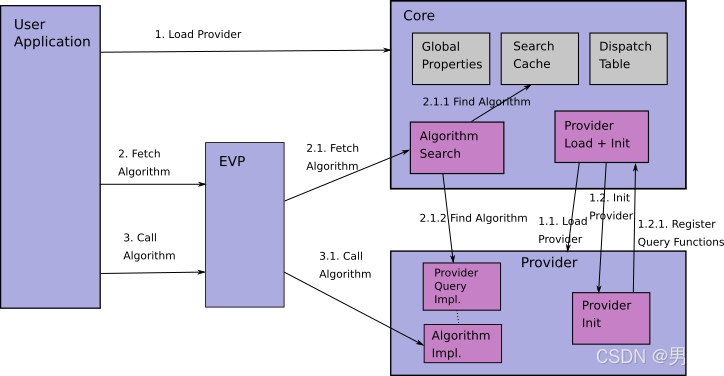 User
Application
1. Load Provider
Core
Global
Properties
Search
Cache
Dispatch
Table
2.1.1 Find Algorithm
Algorithm
Search
Provider
Load + Init
2. Fetch
Algorithm
EVP
2.1. Fetch
Algorithm
3. Call
Algorithm
3.1. Call
Algorithm
2.1.2 Find Algorithm
1.1. Load
Provider
1.2. Init
Provider
1.2.1. Register
Query Functions
Provider
Provider
Query
Impl.
Algorithm
Impl.
Provider
Init
CSDN @男